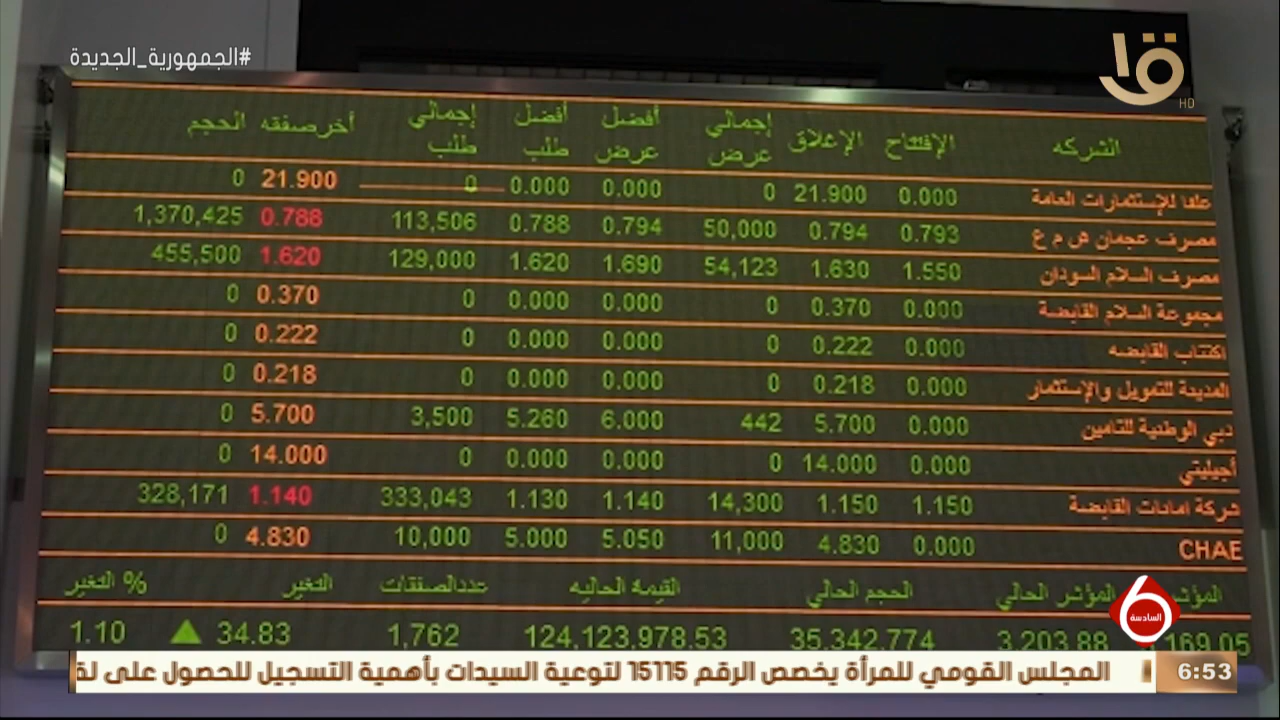 #الجمهورية_الجديدة
HD
الشركه الإفتتاح الإغلاق إجمالي عرض أفضل عرض أفضل طلب إجمالي طلب أخرصفقه الحجم
علفا للإستثمارات العامة 0.000 21.900 0 0.000 0.000 0 21.900 0
مصرف عجمان ش م ع 0.793 0.794 50,000 0.794 0.788 113,506 0.788 1,370,425
مصرف السلام السودان 1.550 1.630 54,123 1.690 1.620 129,000 1.620 455,500
مجموعة السلام القابضة 0.000 0.370 0 0.000 0.000 0 0.370 0
اكتتاب القابضه 0.000 0.222 0 0.000 0.000 0 0.222 0
المدينة للتمويل والإستثمار 0.000 0.218 0 0.000 0.000 0 0.218 0
دبي الوطنية للتامين 0.000 5.700 442 6.000 5.260 3,500 5.700 0
أجيليتي 0.000 14.000 0 0.000 0.000 0 14.000 0
شركة امانات القابضة 1.150 1.150 14,300 1.140 1.130 333,043 1.140 328,171
CHAE 0.000 4.830 11,000 5.050 5.000 10,000 4.830 0
المؤشر الحالي الحجم الحالي القيمة الحاليه عددالصفقات التغير % التغير
169.05 3,203.88 35,342,774 124,123,978.53 1,762 34.83 ▲ 1.10
6 السادسة
6:53 المجلس القومي للمرأة يخصص الرقم 15115 لتوعية السيدات بأهمية التسجيل للحصول على